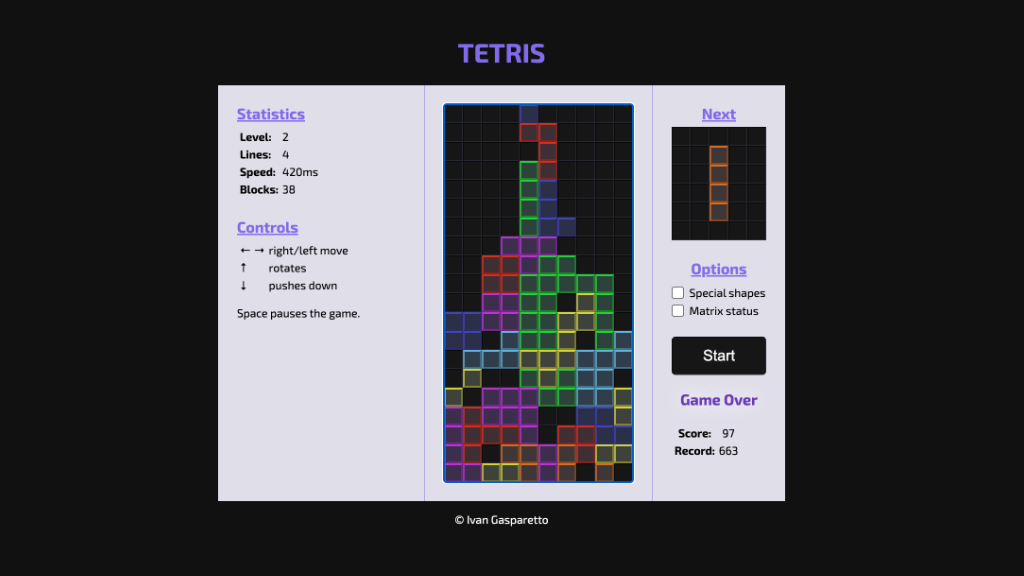 TETRIS
Statistics
Level: 2
Lines: 4
Speed: 420ms
Blocks: 38
Controls
← → right/left move
↑ rotates
↓ pushes down
Space pauses the game.
Next
Options
Special shapes
Matrix status
Start
Game Over
Score: 97
Record: 663
© Ivan Gasparetto